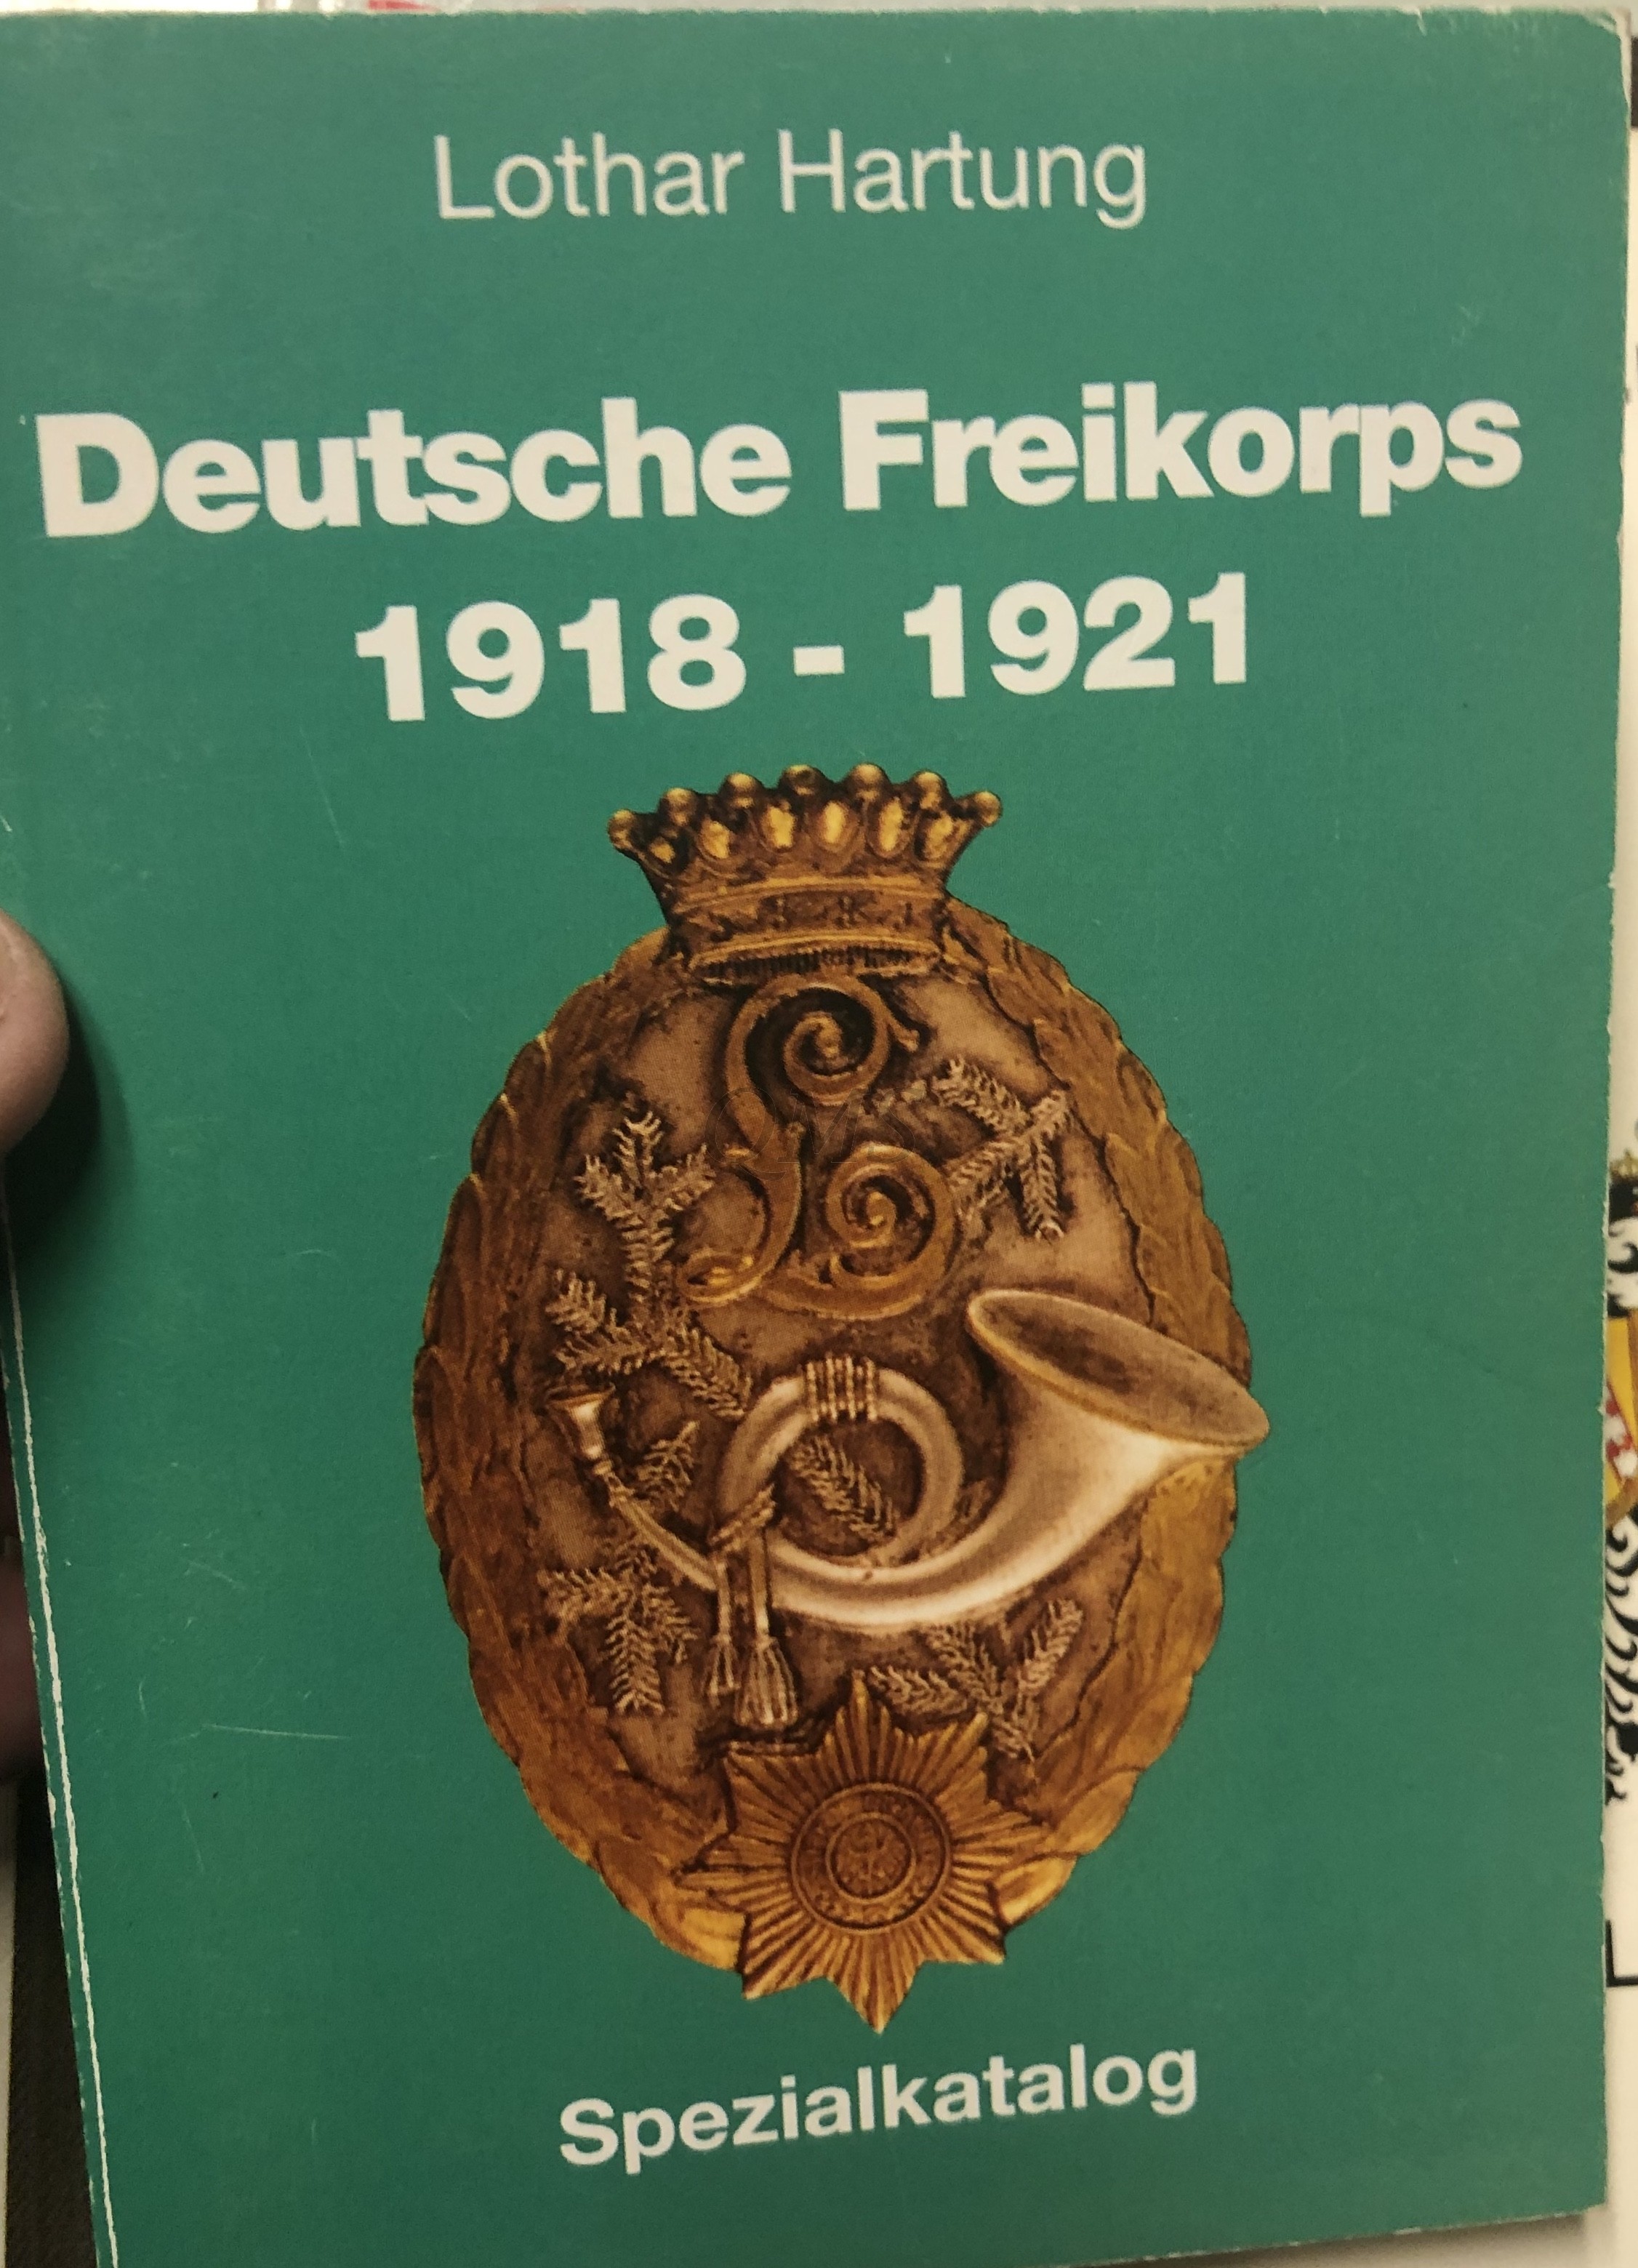 Lothar Hartung
Deutsche Freikorps
1918 - 1921
Spezialkatalog